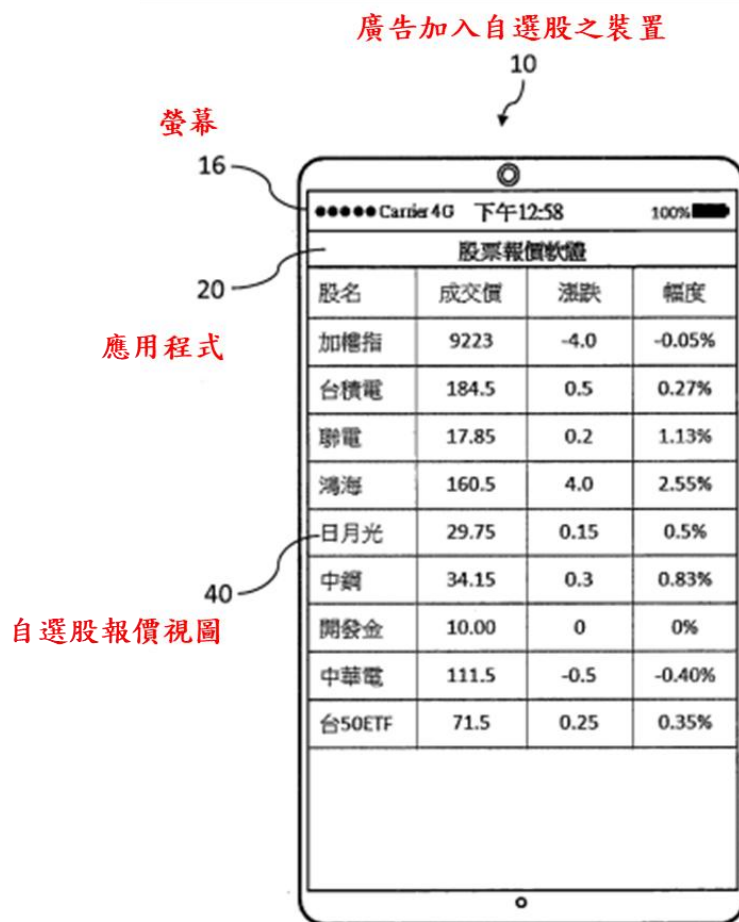 廣告加入自選股之裝置
10
螢幕
16
●●●●● Carrier 4G 下午12:58 100%
20
股票報價軟體
股名 成交價 漲跌 幅度
應用程式
加權指 9223 -4.0 -0.05%
台積電 184.5 0.5 0.27%
聯電 17.85 0.2 1.13%
鴻海 160.5 4.0 2.55%
日月光 29.75 0.15 0.5%
40
中鋼 34.15 0.3 0.83%
自選股報價視圖
開發金 10.00 0 0%
中華電 111.5 -0.5 -0.40%
台50ETF 71.5 0.25 0.35%